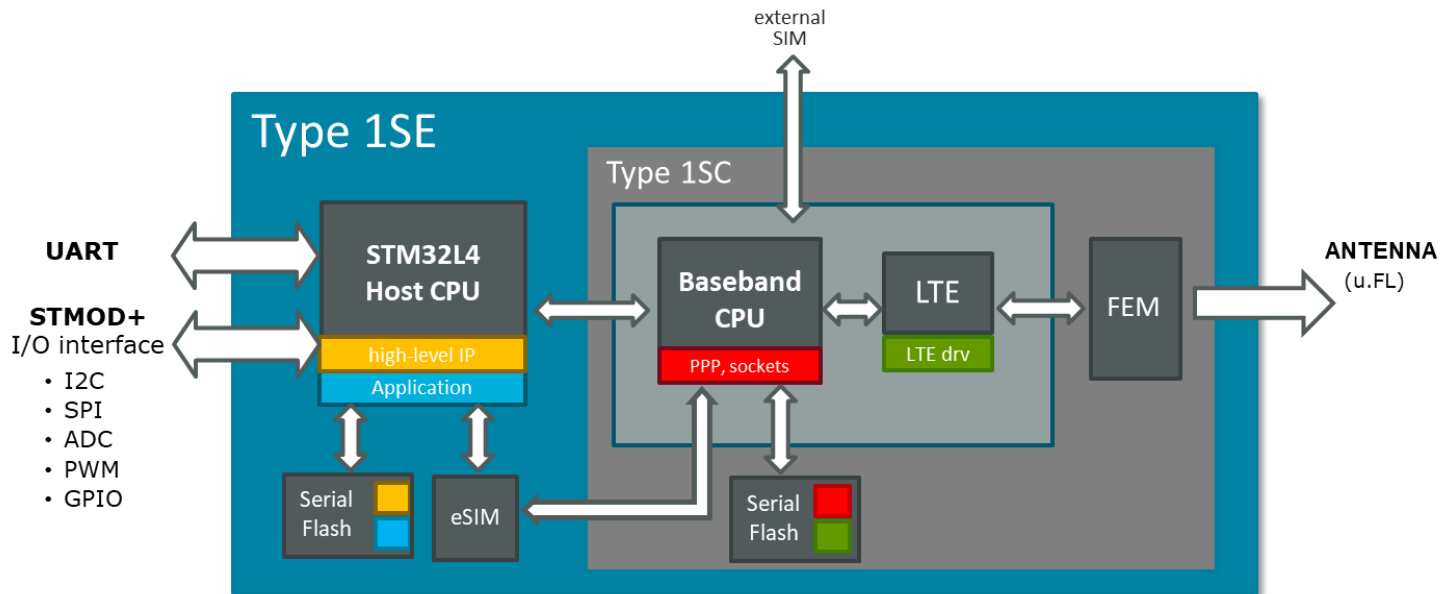 external
SIM
Type 1SE
Type 1SC
UART
STMOD+
I/O interface
• I2C
• SPI
• ADC
• PWM
• GPIO
STM32L4
Host CPU
high-level IP
Application
Serial
Flash
eSIM
Baseband
CPU
PPP, sockets
LTE
LTE drv
Serial
Flash
FEM
ANTENNA
(u.FL)